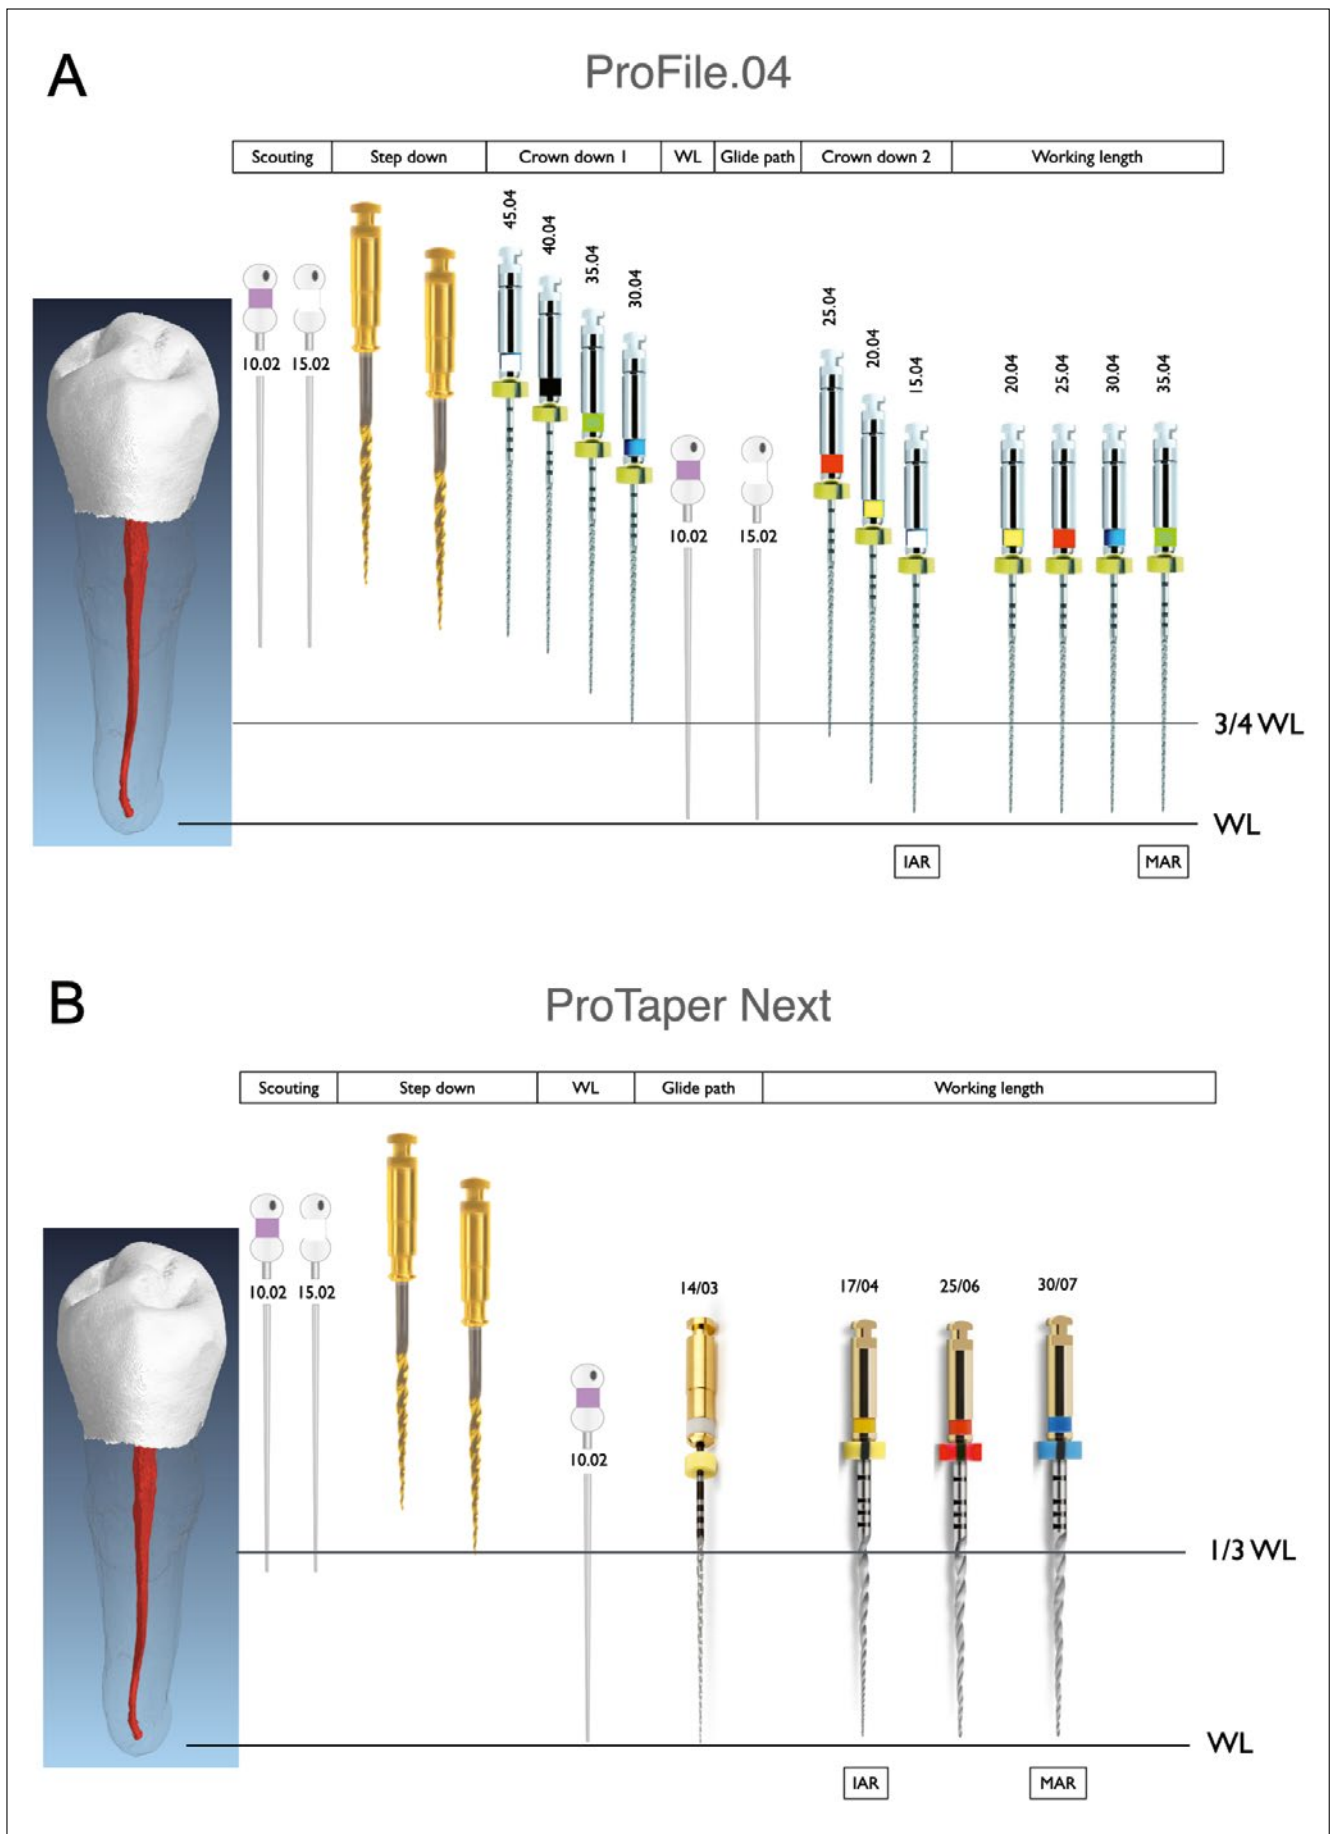 A
ProFile.04
Scouting Step down Crown down 1 WL Glide path Crown down 2 Working length
45.04 40.04 35.04 30.04 25.04 20.04 15.04 20.04 25.04 30.04 35.04
10.02 15.02
10.02 15.02
3/4 WL
WL
IAR MAR
B
ProTaper Next
Scouting Step down WL Glide path Working length
10.02 15.02 14/03 17/04 25/06 30/07
10.02
1/3 WL
WL
IAR MAR